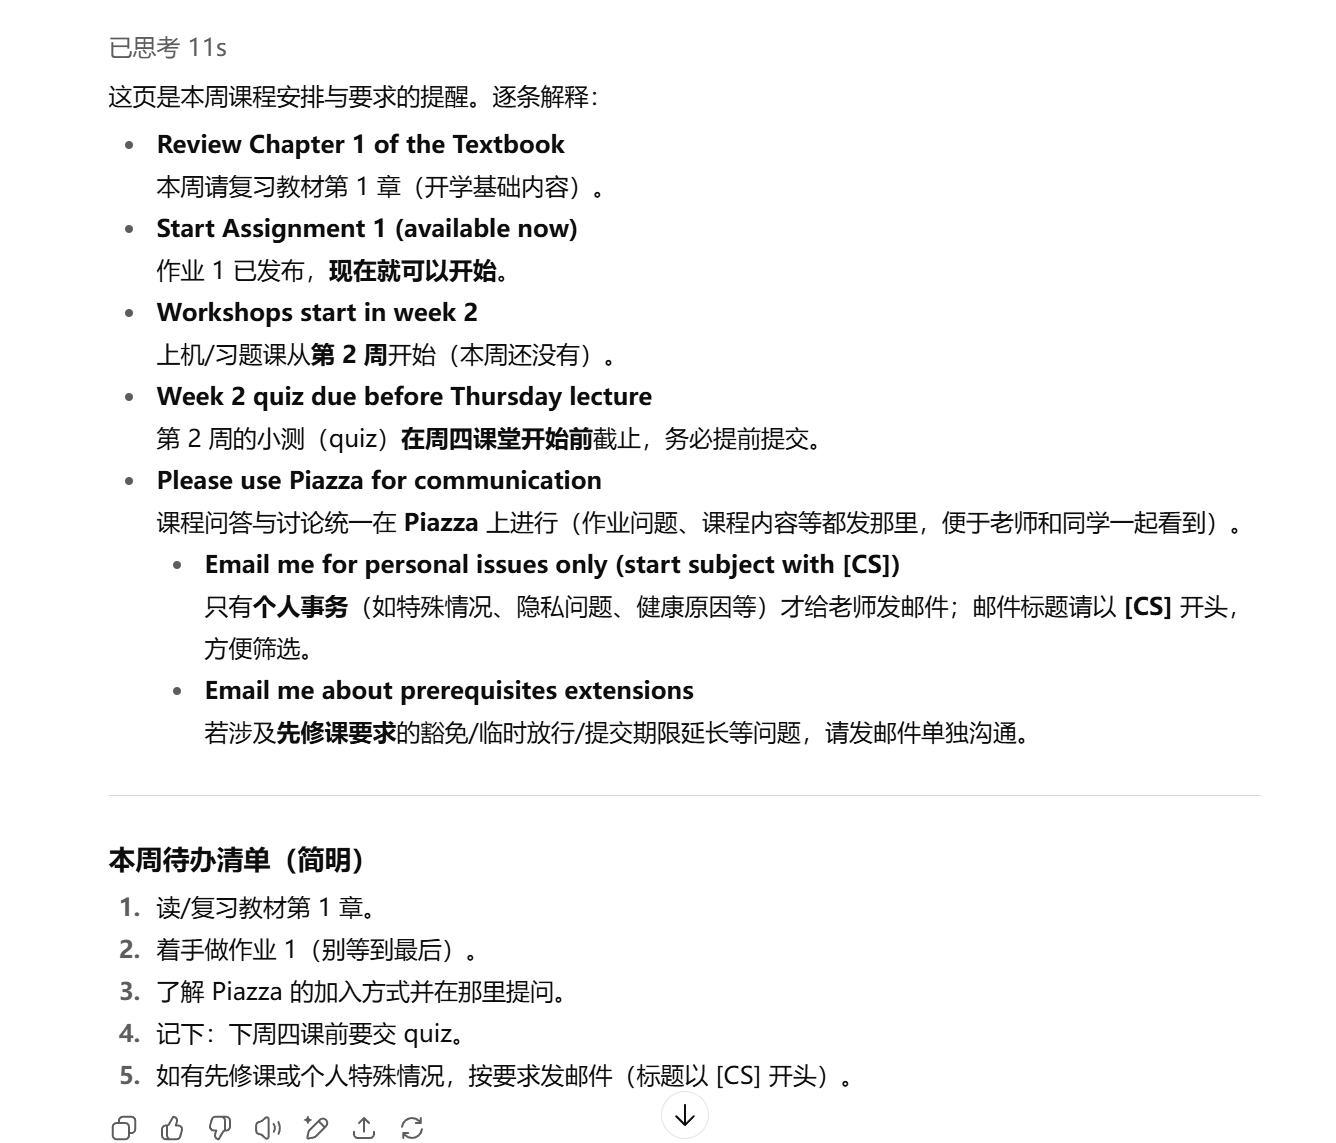 已思考 11s
这页是本周课程安排与要求的提醒。逐条解释：
Review Chapter 1 of the Textbook
本周请复习教材第 1 章（开学基础内容）。
Start Assignment 1 (available now)
作业 1 已发布，现在就可以开始。
Workshops start in week 2
上机/习题课从第 2 周开始（本周还没有）。
Week 2 quiz due before Thursday lecture
第 2 周的小测（quiz）在周四课堂开始前截止，务必提前提交。
Please use Piazza for communication
课程问答与讨论统一在 Piazza 上进行（作业问题、课程内容等都发那里，便于老师和同学一起看到）。
Email me for personal issues only (start subject with [CS])
只有个人事务（如特殊情况、隐私问题、健康原因等）才给老师发邮件；邮件标题请以 [CS] 开头，
方便筛选。
Email me about prerequisites extensions
若涉及先修课要求的豁免/临时放行/提交期限延长等问题，请发邮件单独沟通。
本周待办清单（简明）
1. 读/复习教材第 1 章。
2. 着手做作业 1（别等到最后）。
3. 了解 Piazza 的加入方式并在那里提问。
4. 记下：下周四课前要交 quiz。
5. 如有先修课或个人特殊情况，按要求发邮件（标题以 [CS] 开头）。